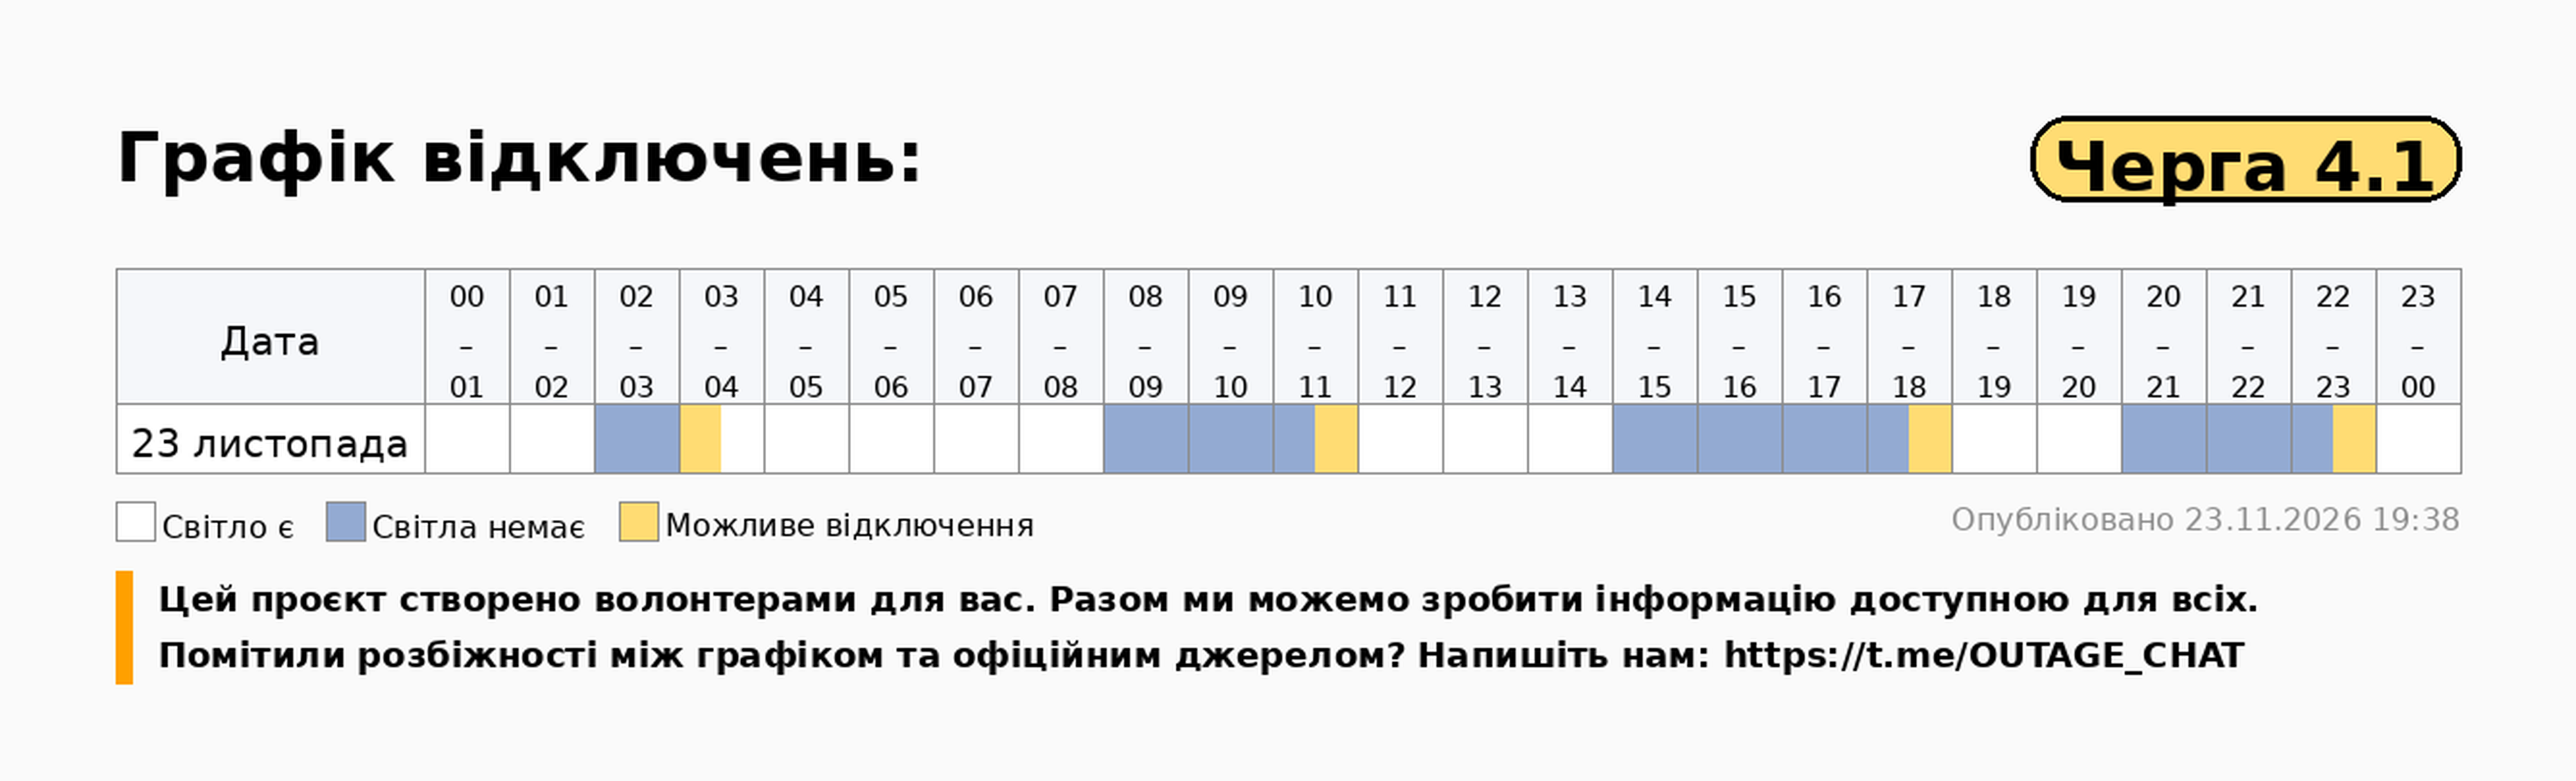 Графік відключень:
Черга 4.1
Дата 00 – 01 01 – 02 02 – 03 03 – 04 04 – 05 05 – 06 06 – 07 07 – 08 08 – 09 09 – 10 10 – 11 11 – 12 12 – 13 13 – 14 14 – 15 15 – 16 16 – 17 17 – 18 18 – 19 19 – 20 20 – 21 21 – 22 22 – 23 23 – 00
23 листопада
Світло є Світла немає Можливе відключення
Опубліковано 23.11.2026 19:38
Цей проєкт створено волонтерами для вас. Разом ми можемо зробити інформацію доступною для всіх.
Помітили розбіжності між графіком та офіційним джерелом? Напишіть нам: https://t.me/OUTAGE_CHAT